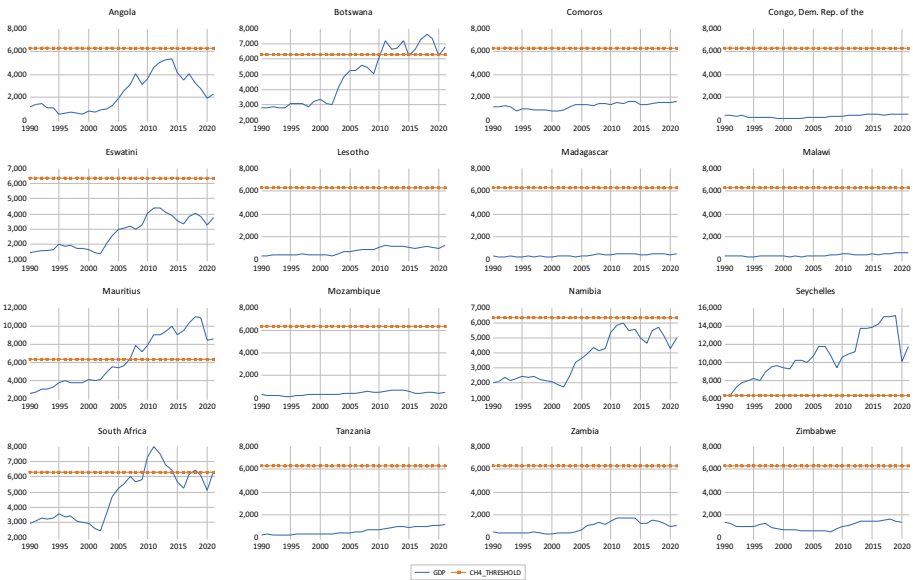 Angola Botswana Comoros Congo, Dem. Rep. of the
8,000 8,000 8,000 8,000
7,000
6,000 6,000 6,000 6,000
5,000
4,000 4,000 4,000 4,000
3,000
2,000 2,000 2,000
0 2,000 0 0
1990 1995 2000 2005 2010 2015 2020 1990 1995 2000 2005 2010 2015 2020 1990 1995 2000 2005 2010 2015 2020 1990 1995 2000 2005 2010 2015 2020
Eswatini Lesotho Madagascar Malawi
7,000 8,000 8,000 8,000
6,000 6,000 6,000 6,000
5,000
4,000 4,000 4,000 4,000
3,000
2,000 2,000 2,000 2,000
1,000 0 0 0
1990 1995 2000 2005 2010 2015 2020 1990 1995 2000 2005 2010 2015 2020 1990 1995 2000 2005 2010 2015 2020 1990 1995 2000 2005 2010 2015 2020
Mauritius Mozambique Namibia Seychelles
12,000 8,000 7,000 16,000
10,000 6,000 6,000 14,000
8,000 5,000 12,000
6,000 4,000 4,000 10,000
4,000 2,000 3,000 8,000
2,000
2,000 0 1,000 6,000
1990 1995 2000 2005 2010 2015 2020 1990 1995 2000 2005 2010 2015 2020 1990 1995 2000 2005 2010 2015 2020 1990 1995 2000 2005 2010 2015 2020
South Africa Tanzania Zambia Zimbabwe
8,000 8,000 8,000 8,000
7,000
6,000 6,000 6,000 6,000
5,000
4,000 4,000 4,000 4,000
3,000
2,000 2,000 2,000
2,000 0 0 0
1990 1995 2000 2005 2010 2015 2020 1990 1995 2000 2005 2010 2015 2020 1990 1995 2000 2005 2010 2015 2020 1990 1995 2000 2005 2010 2015 2020
GDP CH4_THRESHOLD